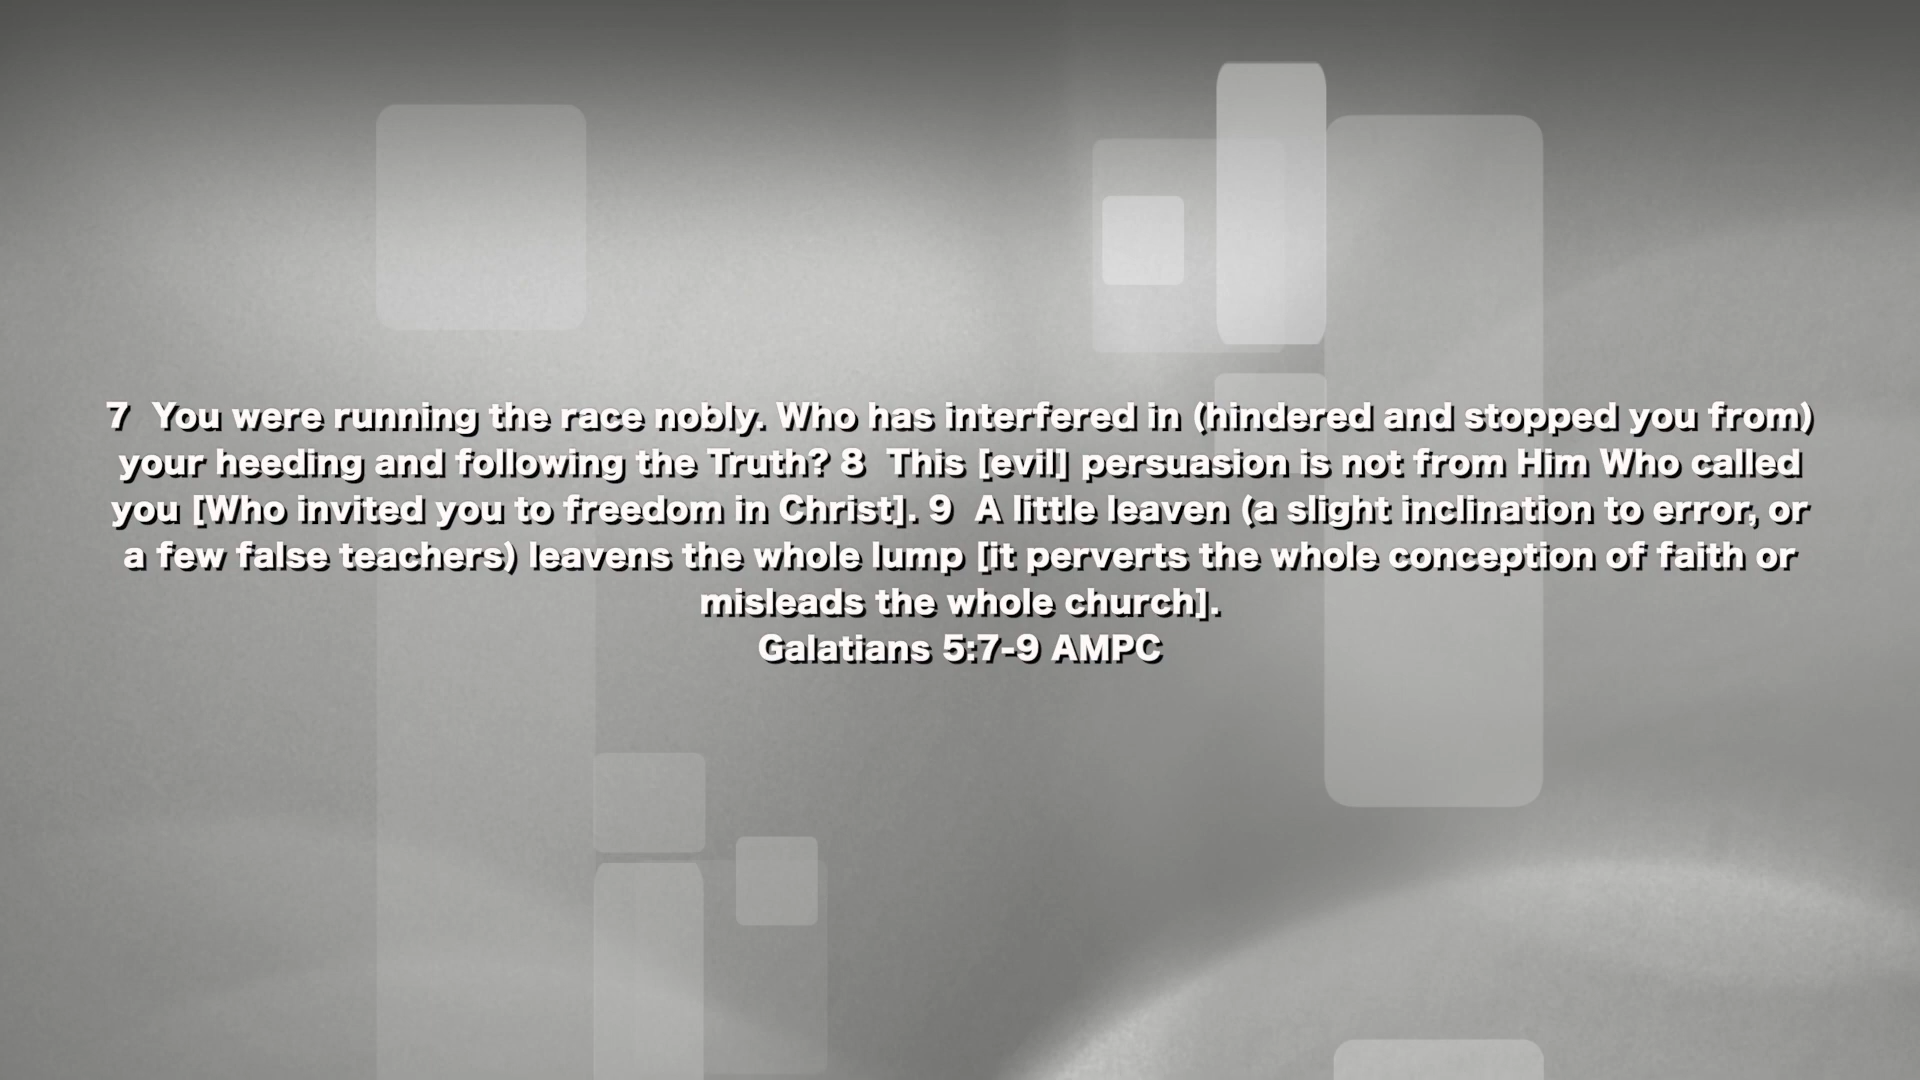 7  You were running the race nobly. Who has interfered in (hindered and stopped you from)
your heeding and following the Truth? 8  This [evil] persuasion is not from Him Who called
you [Who invited you to freedom in Christ]. 9  A little leaven (a slight inclination to error, or
a few false teachers) leavens the whole lump [it perverts the whole conception of faith or
misleads the whole church].
Galatians 5:7-9 AMPC